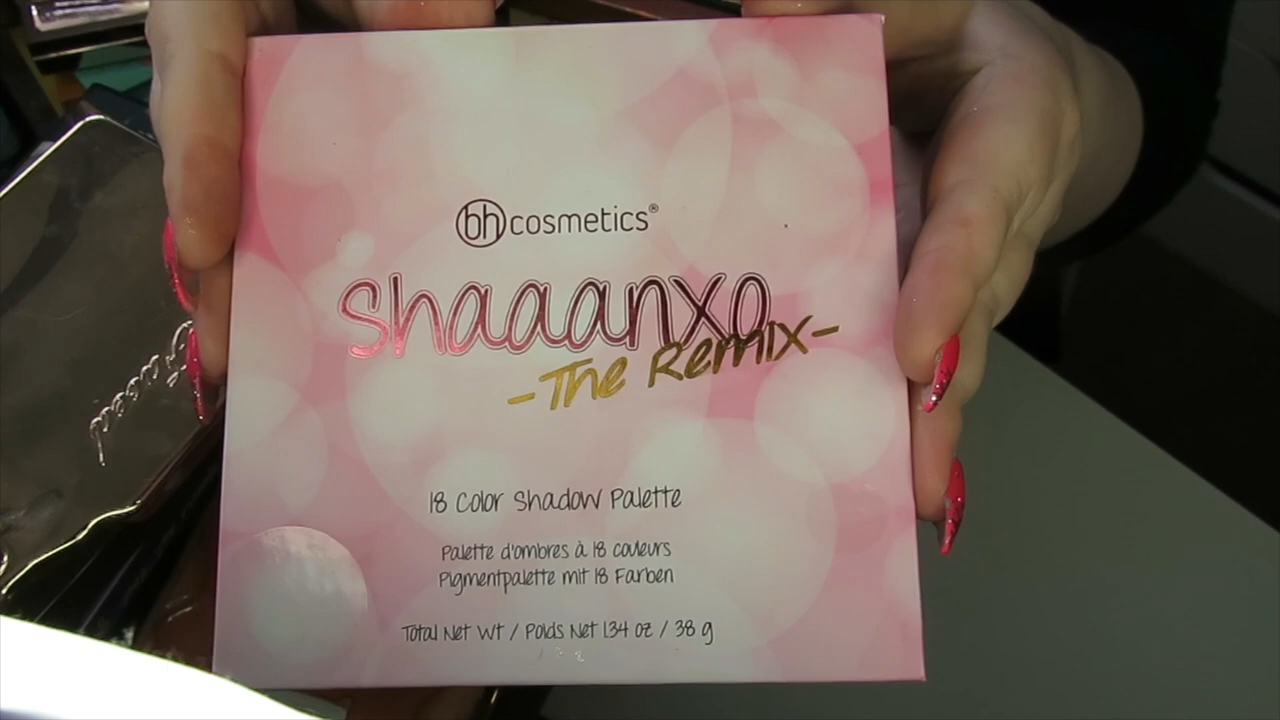 bh cosmetics®
shaaanxo
-The Remix-
18 Color Shadow Palette
Palette d'ombres à 18 couleurs
Pigmentpalette mit 18 Farben
Total Net Wt / Poids Net 1.34 oz / 38 g